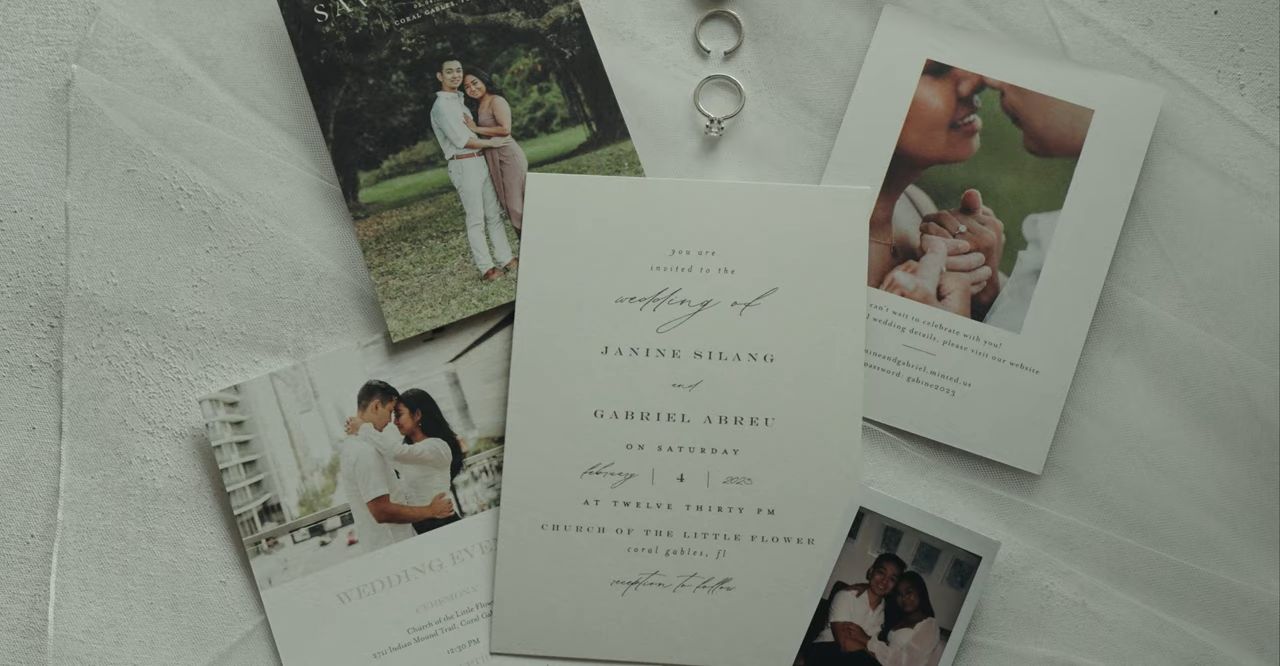 CORAL GABLES,
you are
invited to the
wedding of
JANINE SILANG
and
GABRIEL ABREU
ON SATURDAY
february | 4 | 2023
AT TWELVE THIRTY PM
CHURCH OF THE LITTLE FLOWER
coral gables, fl
reception to follow
can't wait to celebrate with you!
wedding details, please visit our website
nineandgabriel.minted.us
password: gabine2023
WEDDING EVE
CEREMONY
Church of the Little Flow
2711 Indian Mound Trail, Coral Ga
12:30 PM